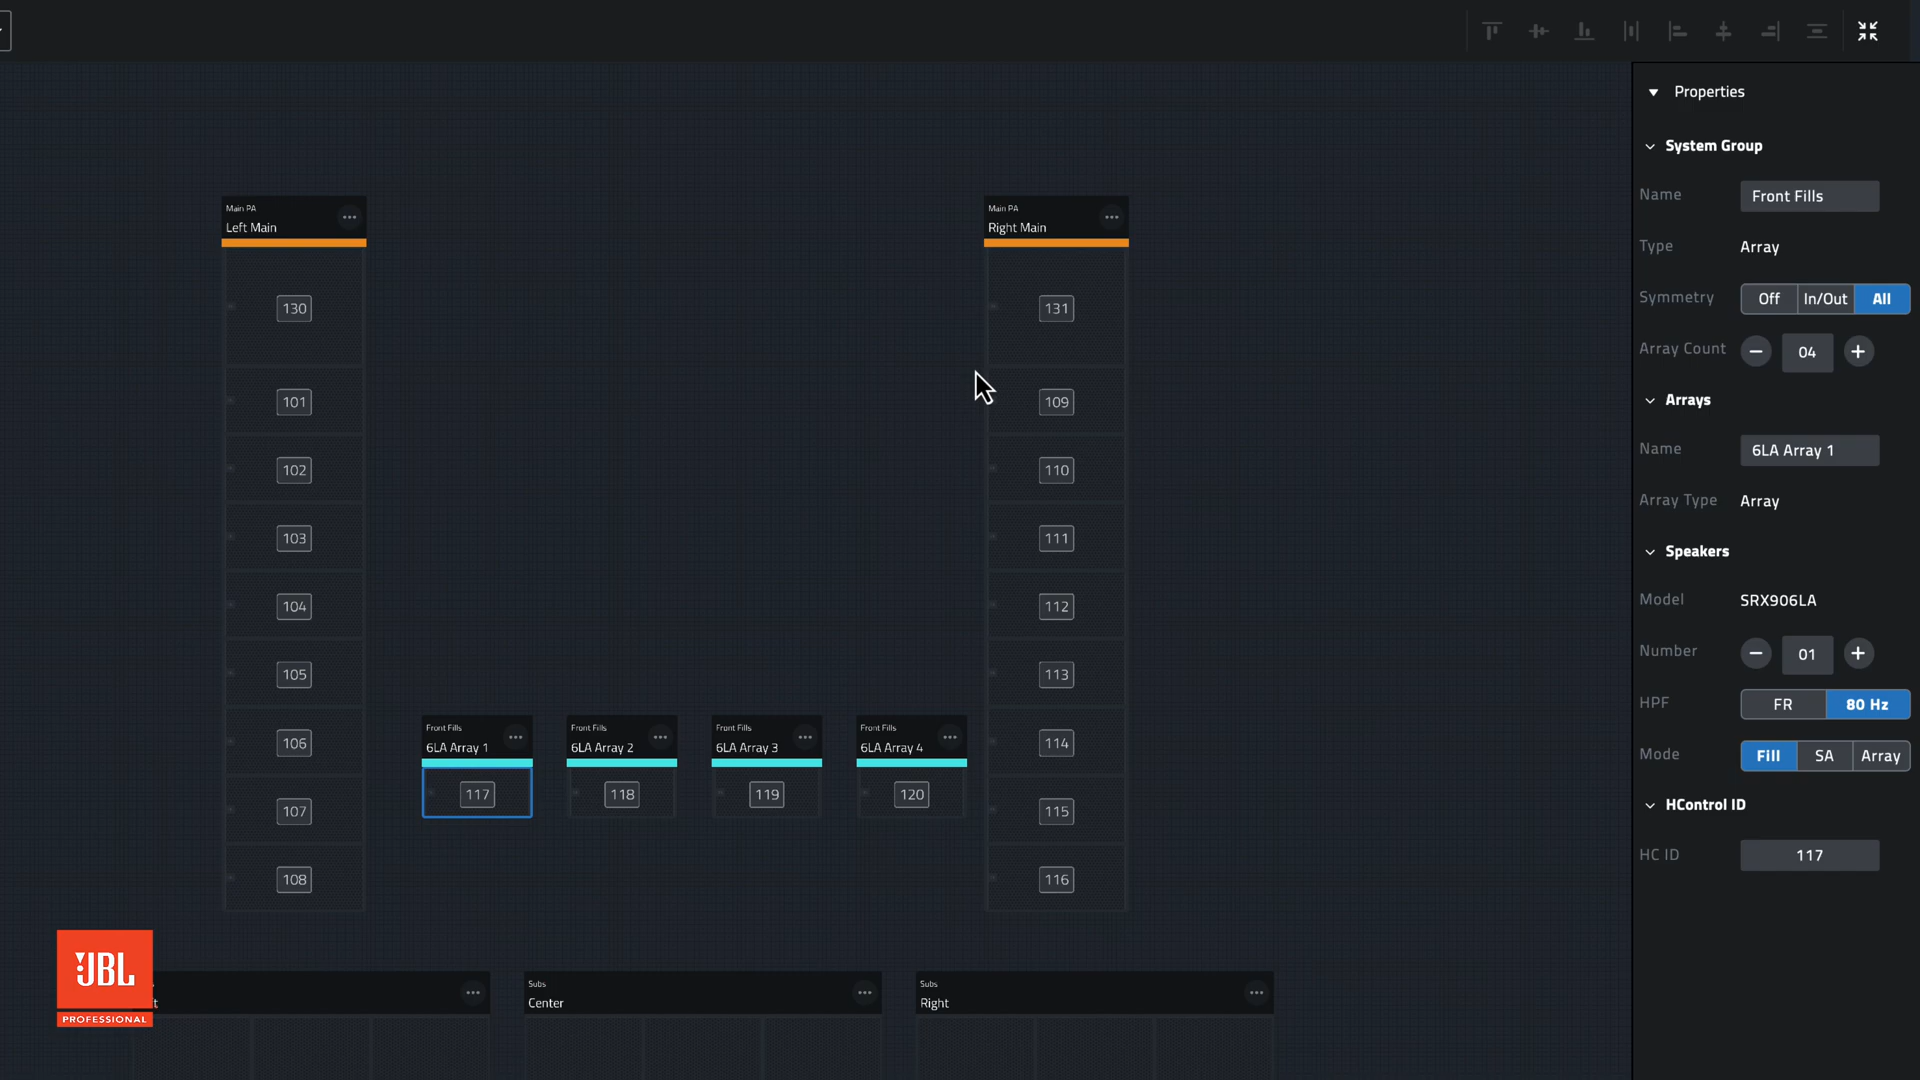 Properties
System Group
Name Front Fills
Type Array
Symmetry Off In/Out All
Array Count 04
Arrays
Name 6LA Array 1
Array Type Array
Speakers
Model SRX906LA
Number 01
HPF FR 80 Hz
Mode Fill SA Array
HControl ID
HC ID 117
Main PA
Left Main
130
101
102
103
104
105
106
107
108
Main PA
Right Main
131
109
110
111
112
113
114
115
116
Front Fills
6LA Array 1
117
Front Fills
6LA Array 2
118
Front Fills
6LA Array 3
119
Front Fills
6LA Array 4
120
JBL
PROFESSIONAL
Subs
Center
Subs
Right